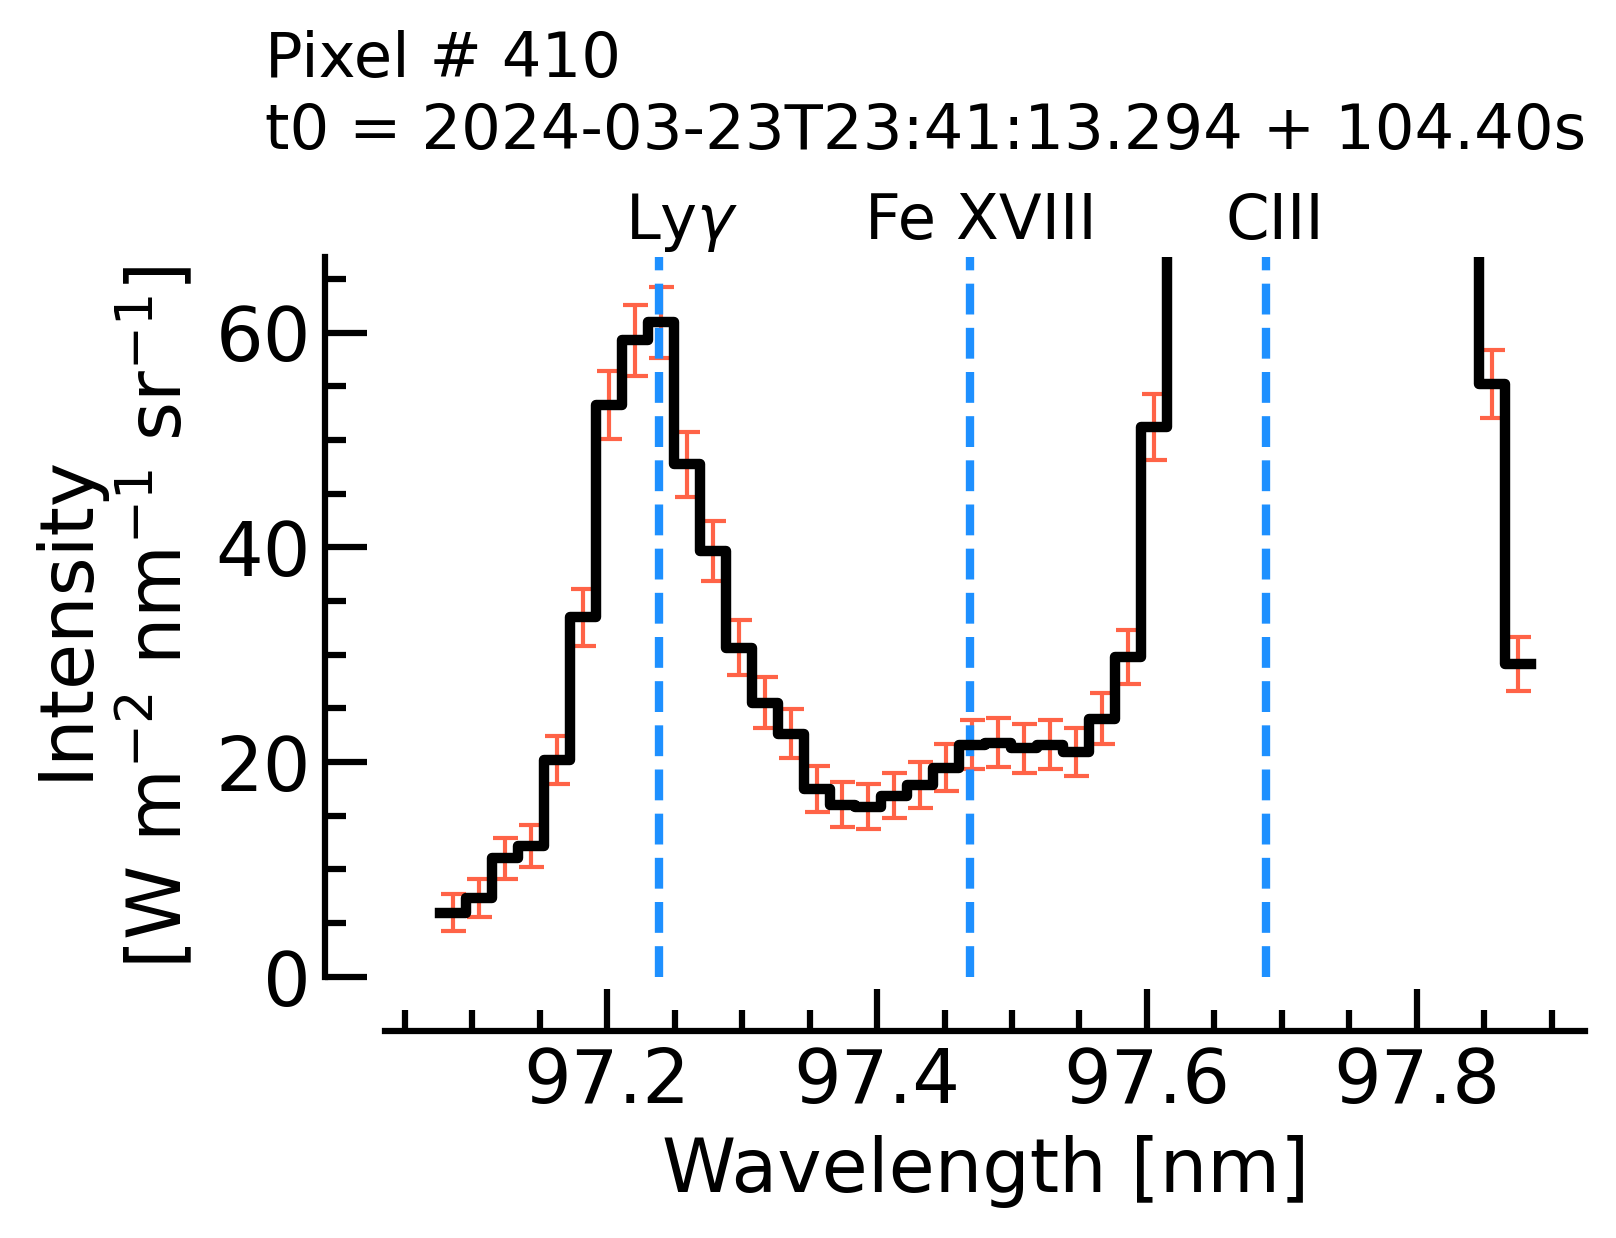 Pixel # 410
t0 = 2024-03-23T23:41:13.294 + 104.40s
Lyγ Fe XVIII CIII
Intensity
[W m⁻² nm⁻¹ sr⁻¹]
60
40
20
0
97.2 97.4 97.6 97.8
Wavelength [nm]